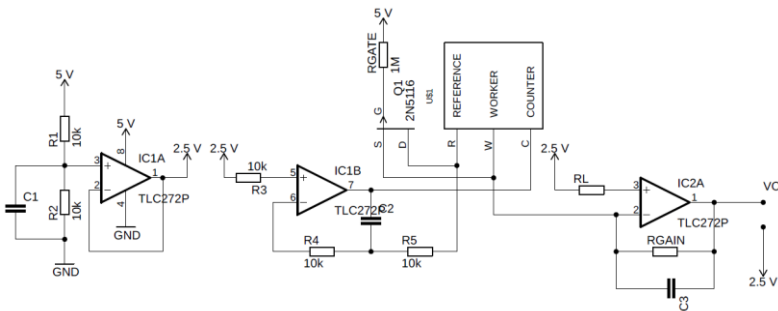 5 V
R1
10k
R2
10k
C1
GND
5 V
3
2
8
4
1
IC1A
TLC272P
GND
2.5 V
2.5 V
10k
R3
5
6
7
IC1B
TLC272P
C2
R4
10k
R5
10k
5 V
RGATE
1M
G
S
D
Q1
2N5116
U$1
REFERENCE
WORKER
COUNTER
R
W
C
2.5 V
RL
3
2
1
IC2A
TLC272P
RGAIN
C3
VO
2.5 V